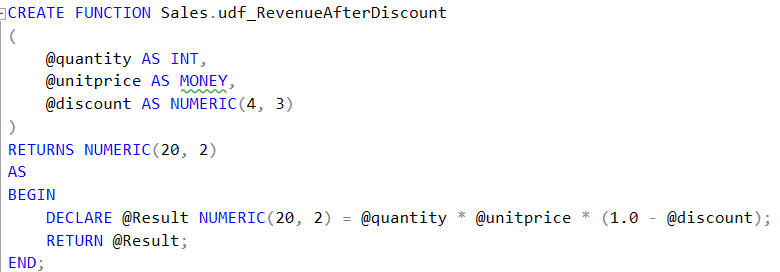 CREATE FUNCTION Sales.udf_RevenueAfterDiscount
(
    @quantity AS INT,
    @unitprice AS MONEY,
    @discount AS NUMERIC(4, 3)
)
RETURNS NUMERIC(20, 2)
AS
BEGIN
    DECLARE @Result NUMERIC(20, 2) = @quantity * @unitprice * (1.0 - @discount);
    RETURN @Result;
END;